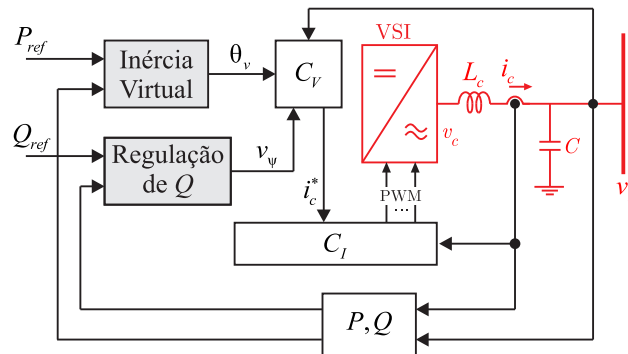 P_ref
Inércia
Virtual
θ_v
C_V
VSI
L_c
i_c
v_c
C
v
Q_ref
Regulação
de Q
v_ψ
i_c^*
PWM
...
C_I
P, Q